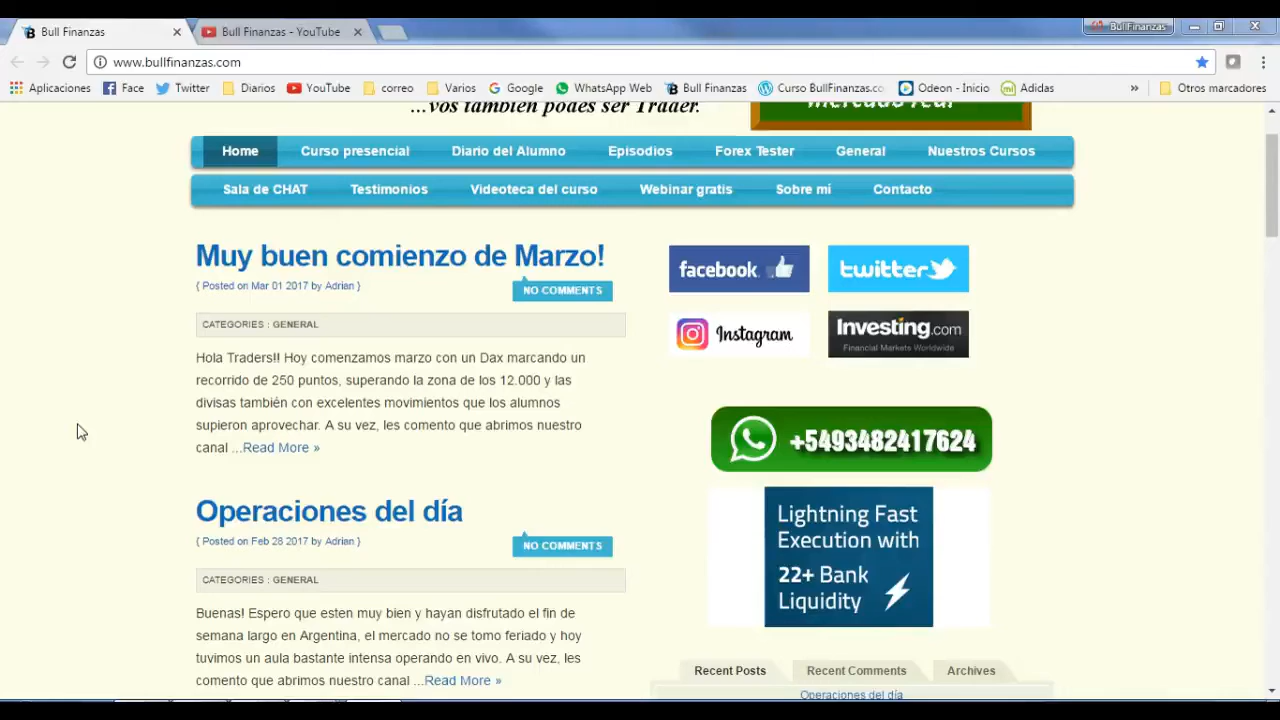 Bull Finanzas
Bull Finanzas - YouTube
Bull Finanzas
www.bullfinanzas.com
Aplicaciones Face Twitter Diarios YouTube correo Varios Google WhatsApp Web Bull Finanzas Curso BullFinanzas.co Odeon - Inicio Adidas » Otros marcadores
...vos también podés ser Trader.
Mercado Real
Home Curso presencial Diario del Alumno Episodios Forex Tester General Nuestros Cursos
Sala de CHAT Testimonios Videoteca del curso Webinar gratis Sobre mí Contacto
Muy buen comienzo de Marzo!
{ Posted on Mar 01 2017 by Adrian }
NO COMMENTS
CATEGORIES : GENERAL
Hola Traders!! Hoy comenzamos marzo con un Dax marcando un
recorrido de 250 puntos, superando la zona de los 12.000 y las
divisas también con excelentes movimientos que los alumnos
supieron aprovechar. A su vez, les comento que abrimos nuestro
canal ...Read More »
Operaciones del día
{ Posted on Feb 28 2017 by Adrian }
NO COMMENTS
CATEGORIES : GENERAL
Buenas! Espero que esten muy bien y hayan disfrutado el fin de
semana largo en Argentina, el mercado no se tomo feriado y hoy
tuvimos un aula bastante intensa operando en vivo. A su vez, les
comento que abrimos nuestro canal ...Read More »
facebook
twitter
Instagram
Investing.com
Financial Markets Worldwide
+5493482417624
Lightning Fast
Execution with
22+ Bank
Liquidity
Recent Posts Recent Comments Archives
Operaciones del día